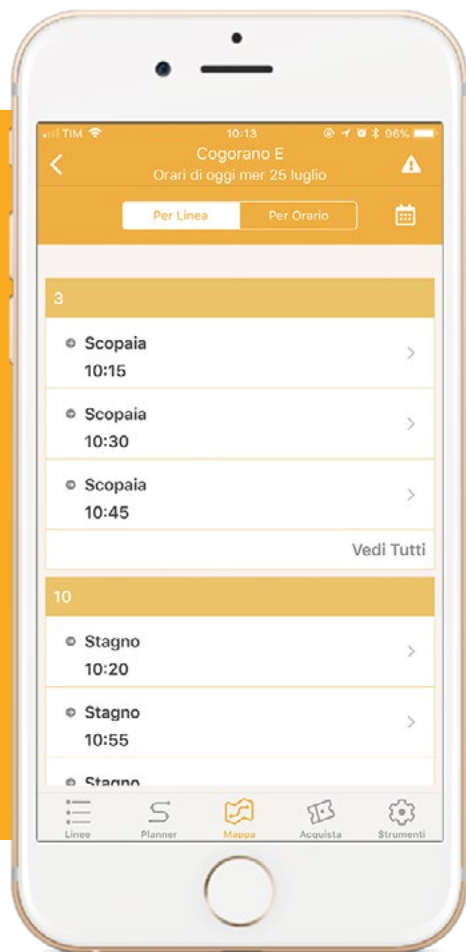 TIM 10:13 96%
Cogorano E
Orari di oggi mer 25 luglio
Per Linea Per Orario
3
Scopaia
10:15
Scopaia
10:30
Scopaia
10:45
Vedi Tutti
10
Stagno
10:20
Stagno
10:55
Stagno
Linee Planner Mappa Acquista Strumenti